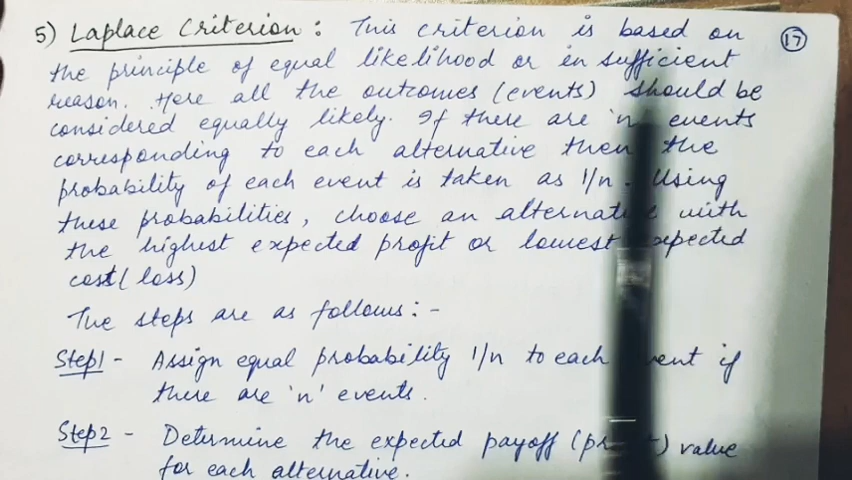 5) Laplace Criterion : This criterion is based on 17
the principle of equal likelihood or in sufficient
reason. Here all the outcomes (events) should be
considered equally likely. If there are 'n' events
corresponding to each alternative then the
probability of each event is taken as 1/n. Using
these probabilities, choose an with
the highest expected profit or lowest
cost (loss)
The steps are as follows : -
Step1 - Assign equal probability 1/n to each if
there are 'n' events.
Step2 - Determine the expected payoff value
for each alternative.